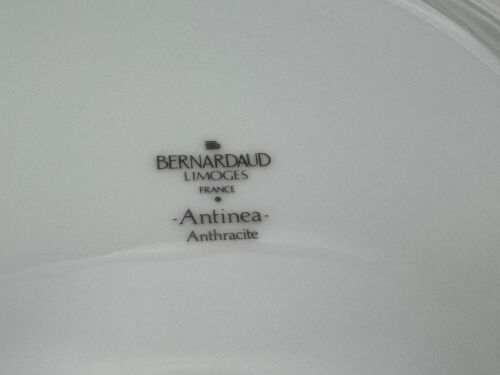 BERNARDAUD
LIMOGES
FRANCE
-Antinea-
Anthracite